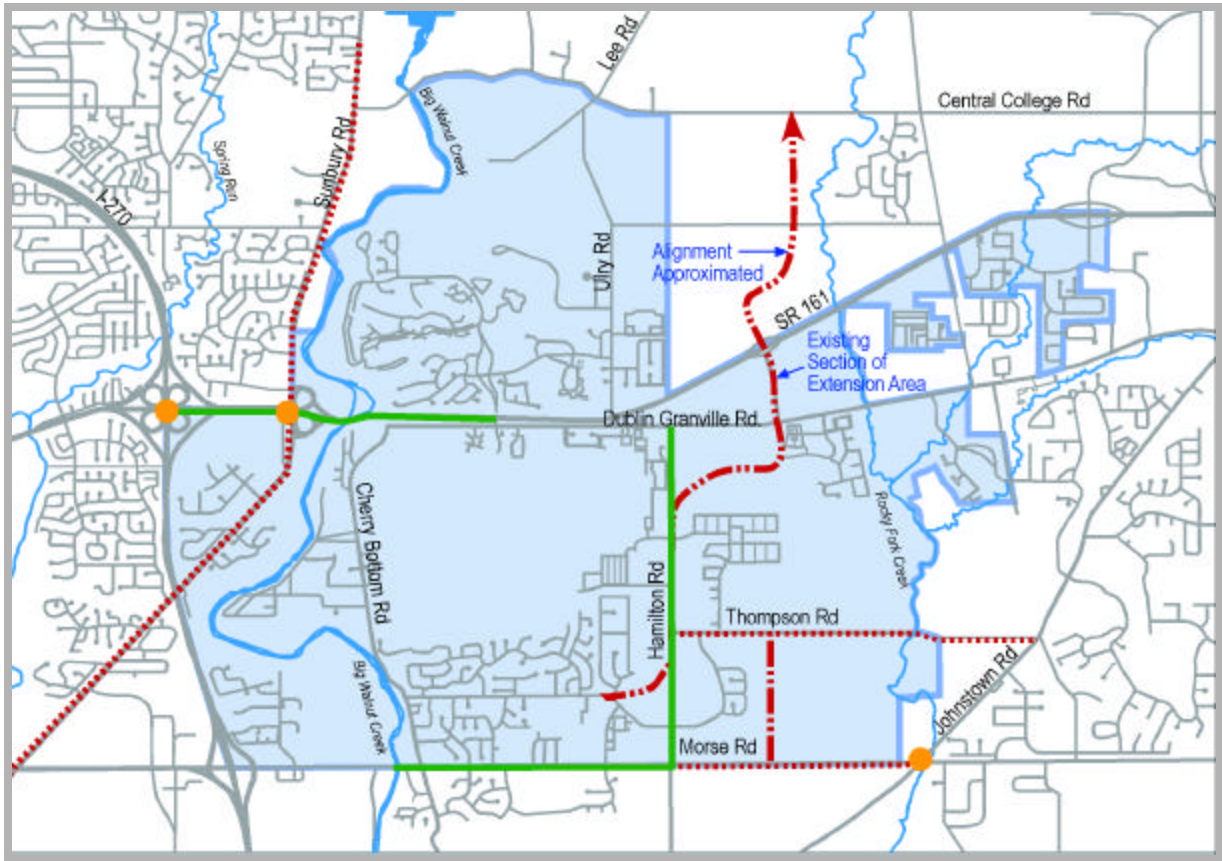 Lee Rd
Central College Rd
Big Walnut Creek
Sunbury Rd
Spring Run
I-270
Ulry Rd
Alignment
Approximated
SR 161
Existing
Section of
Extension Area
Dublin Granville Rd.
Cherry Bottom Rd
Rocky Fork Creek
Hamilton Rd
Thompson Rd
Big Walnut Creek
Johnstown Rd
Morse Rd